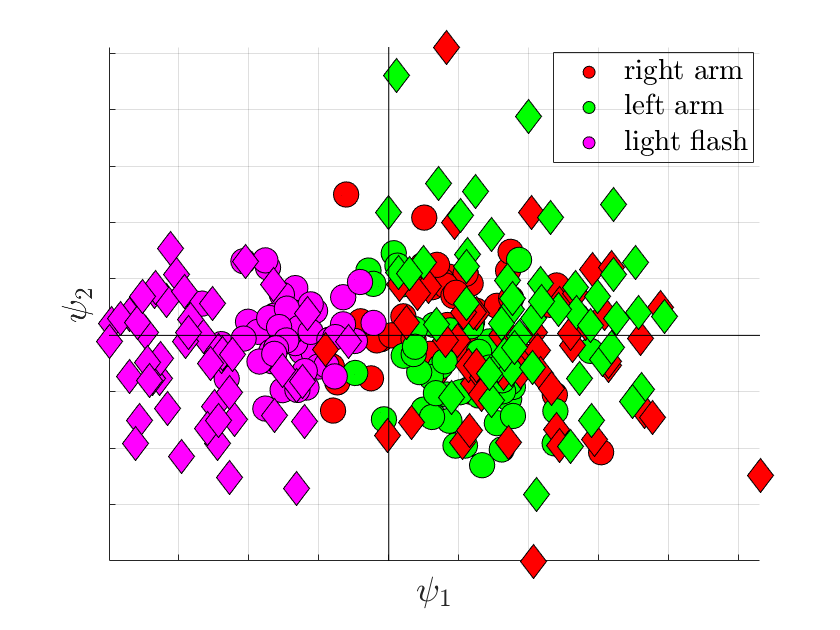 right arm
left arm
light flash
ψ2
ψ1